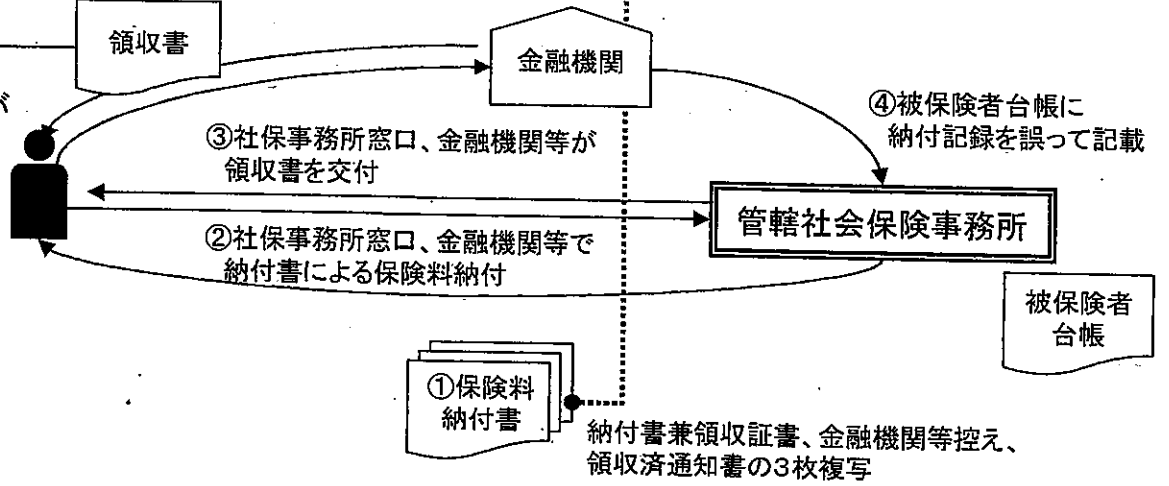 領収書
金融機関
が
④被保険者台帳に
納付記録を誤って記載
③社保事務所窓口、金融機関等が
領収書を交付
管轄社会保険事務所
②社保事務所窓口、金融機関等で
納付書による保険料納付
被保険者
台帳
①保険料
納付書
納付書兼領収証書、金融機関等控え、
領収済通知書の3枚複写